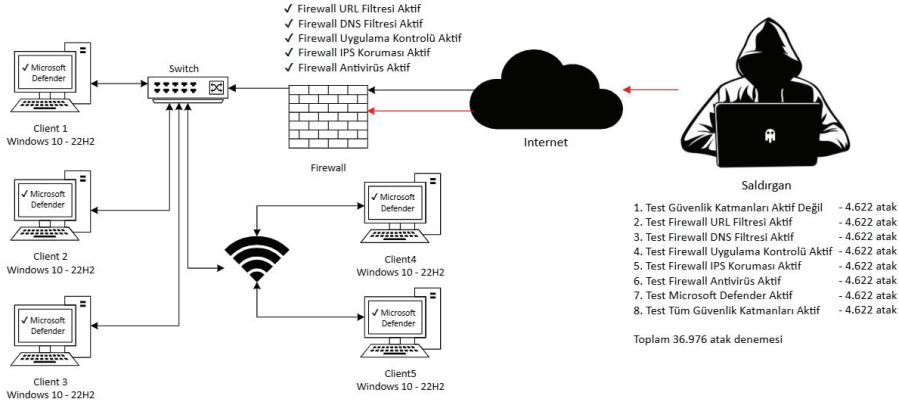 ✓ Firewall URL Filtresi Aktif
✓ Firewall DNS Filtresi Aktif
✓ Firewall Uygulama Kontrolü Aktif
✓ Firewall IPS Koruması Aktif
✓ Firewall Antivirüs Aktif
✓ Microsoft
Defender
Client 1
Windows 10 - 22H2
Switch
Firewall
Internet
Saldırgan
✓ Microsoft
Defender
Client 2
Windows 10 - 22H2
✓ Microsoft
Defender
Client 3
Windows 10 - 22H2
✓ Microsoft
Defender
Client4
Windows 10 - 22H2
✓ Microsoft
Defender
Client5
Windows 10 - 22H2
1. Test Güvenlik Katmanları Aktif Değil - 4.622 atak
2. Test Firewall URL Filtresi Aktif - 4.622 atak
3. Test Firewall DNS Filtresi Aktif - 4.622 atak
4. Test Firewall Uygulama Kontrolü Aktif - 4.622 atak
5. Test Firewall IPS Koruması Aktif - 4.622 atak
6. Test Firewall Antivirüs Aktif - 4.622 atak
7. Test Microsoft Defender Aktif - 4.622 atak
8. Test Tüm Güvenlik Katmanları Aktif - 4.622 atak
Toplam 36.976 atak denemesi